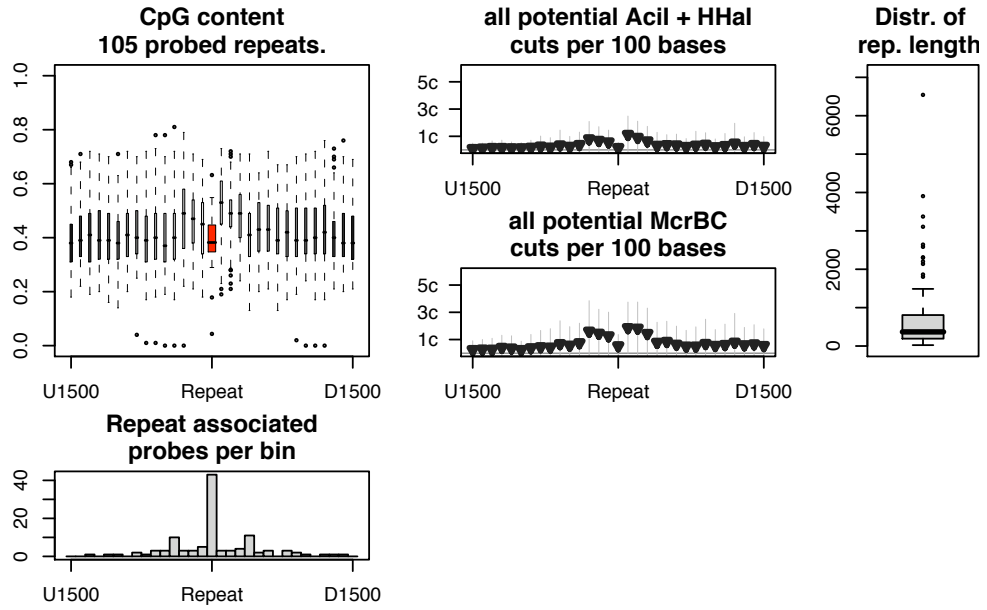 CpG content
105 probed repeats.
1.0
0.8
0.6
0.4
0.2
0.0
U1500 Repeat D1500
all potential AciI + HHaI
cuts per 100 bases
5c
3c
1c
U1500 Repeat D1500
all potential McrBC
cuts per 100 bases
5c
3c
1c
U1500 Repeat D1500
Distr. of
rep. length
6000
4000
2000
0
Repeat associated
probes per bin
40
20
0
U1500 Repeat D1500